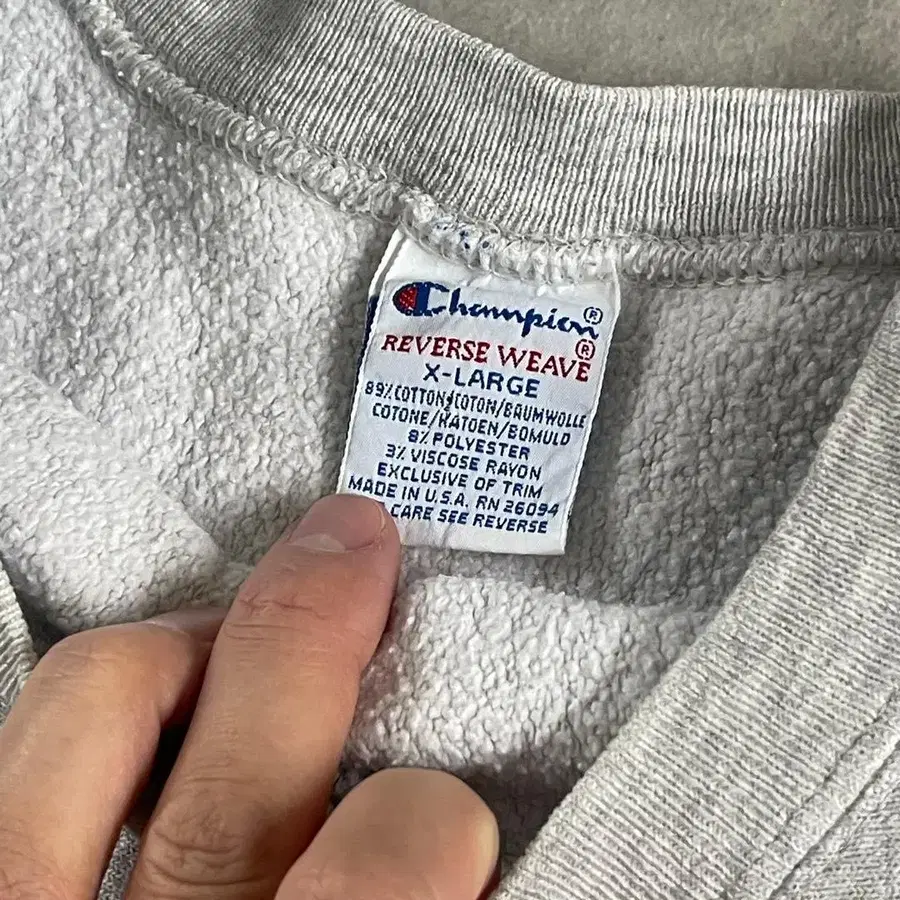 Champion®
REVERSE WEAVE®
X-LARGE
89% COTTON/COTON/BAUMWOLLE
COTONE/KATOEN/BOMULD
8% POLYESTER
3% VISCOSE RAYON
EXCLUSIVE OF TRIM
MADE IN U.S.A. RN 26094
CARE SEE REVERSE